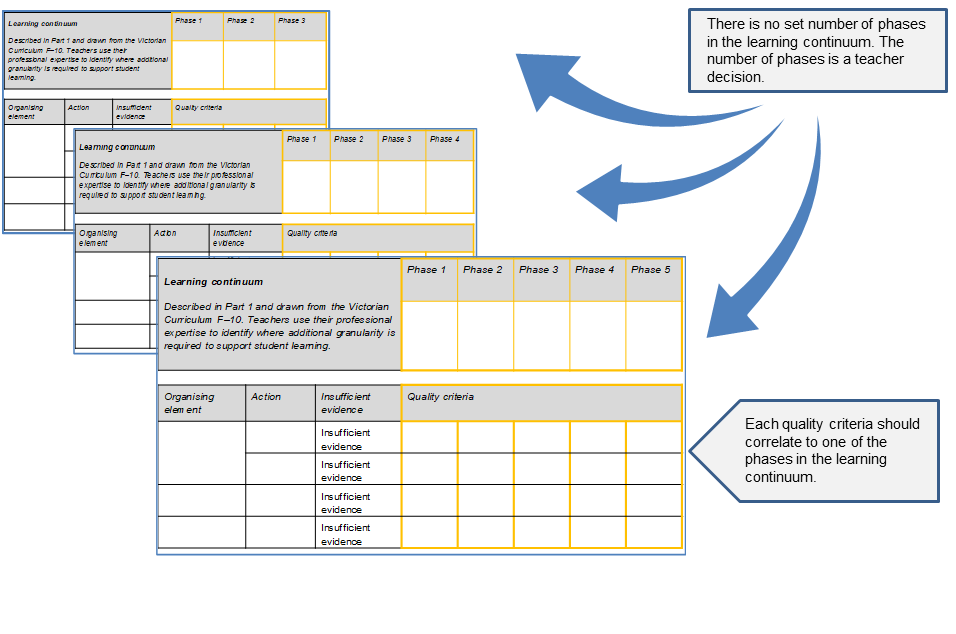 Learning continuum
Described in Part 1 and drawn from the Victorian
Curriculum F–10. Teachers use their
professional expertise to identify where additional
granularity is required to support student
learning.
Phase 1 Phase 2 Phase 3
Organising
element
Action
Insufficient
evidence
Quality criteria
Learning continuum
Described in Part 1 and drawn from the Victorian
Curriculum F–10. Teachers use their professional
expertise to identify where additional granularity is
required to support student learning.
Phase 1 Phase 2 Phase 3 Phase 4
Organising
element
Action
Insufficient
evidence
Quality criteria
Learning continuum
Described in Part 1 and drawn from the Victorian
Curriculum F–10. Teachers use their professional
expertise to identify where additional granularity is
required to support student learning.
Phase 1 Phase 2 Phase 3 Phase 4 Phase 5
Organising
element
Action
Insufficient
evidence
Quality criteria
Insufficient
evidence
Insufficient
evidence
Insufficient
evidence
Insufficient
evidence
There is no set number of phases
in the learning continuum. The
number of phases is a teacher
decision.
Each quality criteria should
correlate to one of the
phases in the learning
continuum.